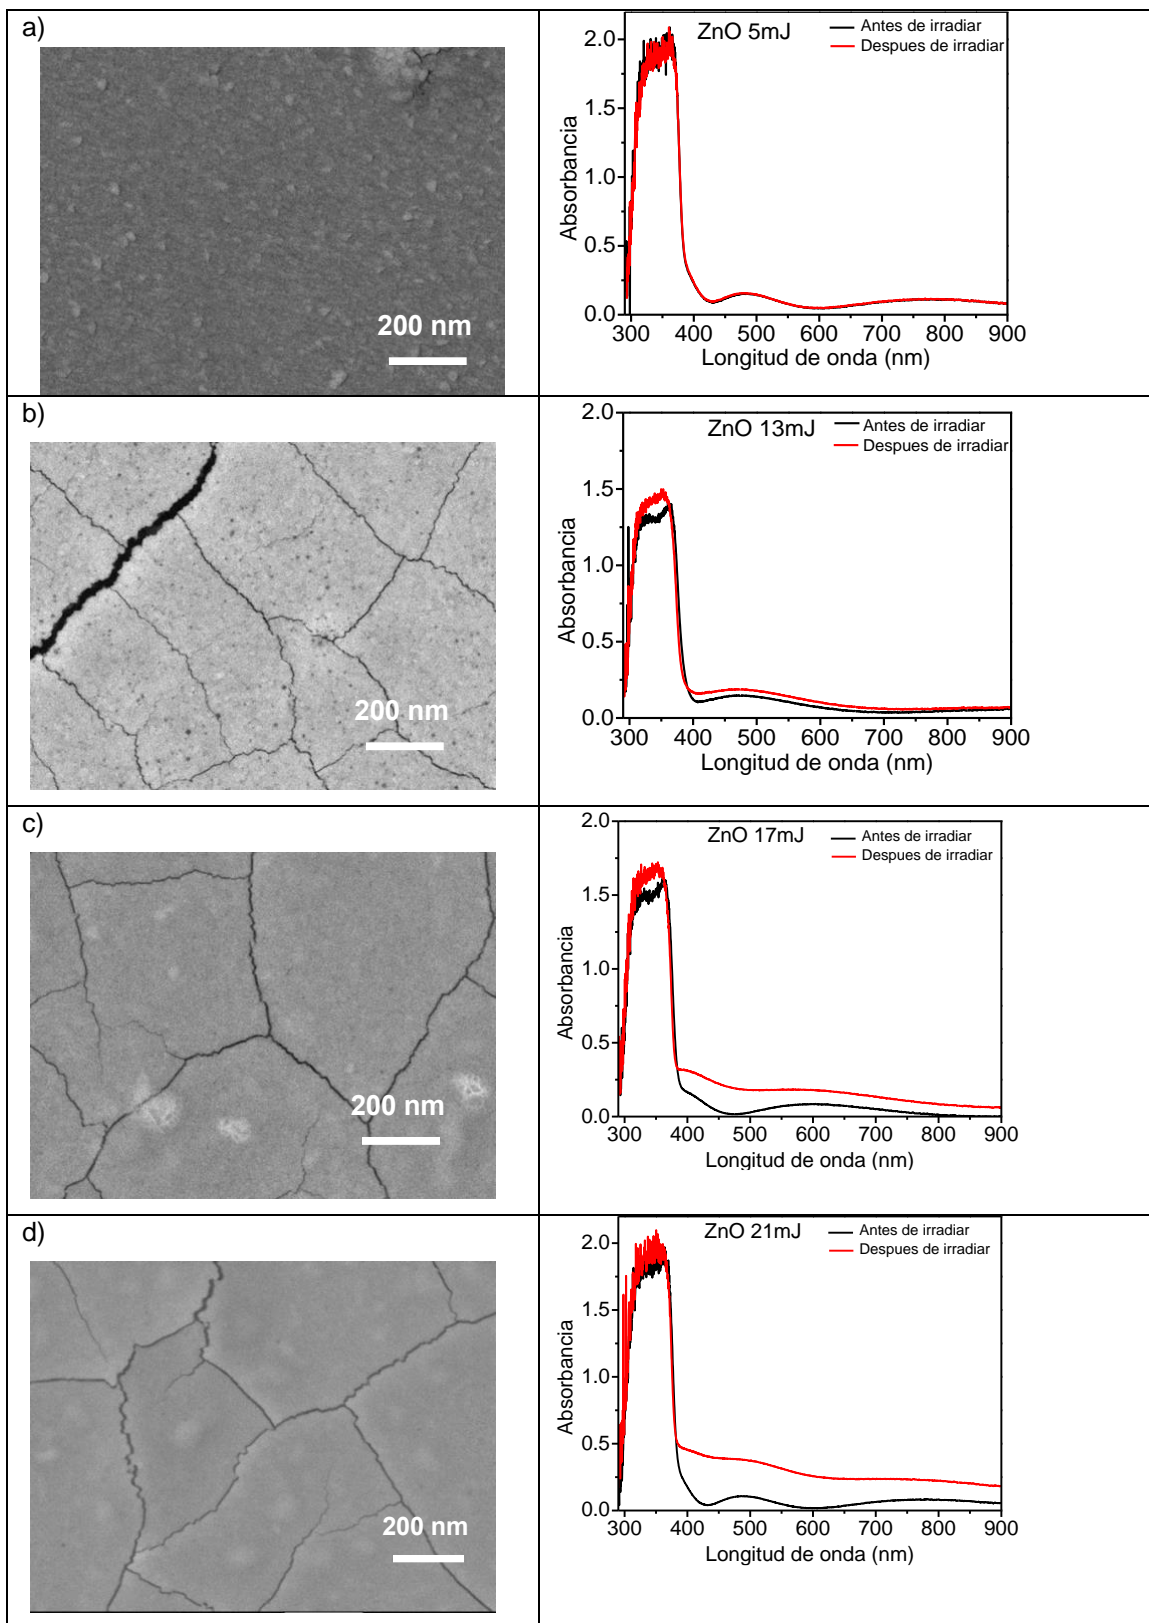 a)
200 nm
ZnO 5mJ
Antes de irradiar
Despues de irradiar
Absorbancia
2.0
1.5
1.0
0.5
0.0
300 400 500 600 700 800 900
Longitud de onda (nm)
b)
200 nm
ZnO 13mJ
Antes de irradiar
Despues de irradiar
Absorbancia
2.0
1.5
1.0
0.5
0.0
300 400 500 600 700 800 900
Longitud de onda (nm)
c)
200 nm
ZnO 17mJ
Antes de irradiar
Despues de irradiar
Absorbancia
2.0
1.5
1.0
0.5
0.0
300 400 500 600 700 800 900
Longitud de onda (nm)
d)
200 nm
ZnO 21mJ
Antes de irradiar
Despues de irradiar
Absorbancia
2.0
1.5
1.0
0.5
0.0
300 400 500 600 700 800 900
Longitud de onda (nm)